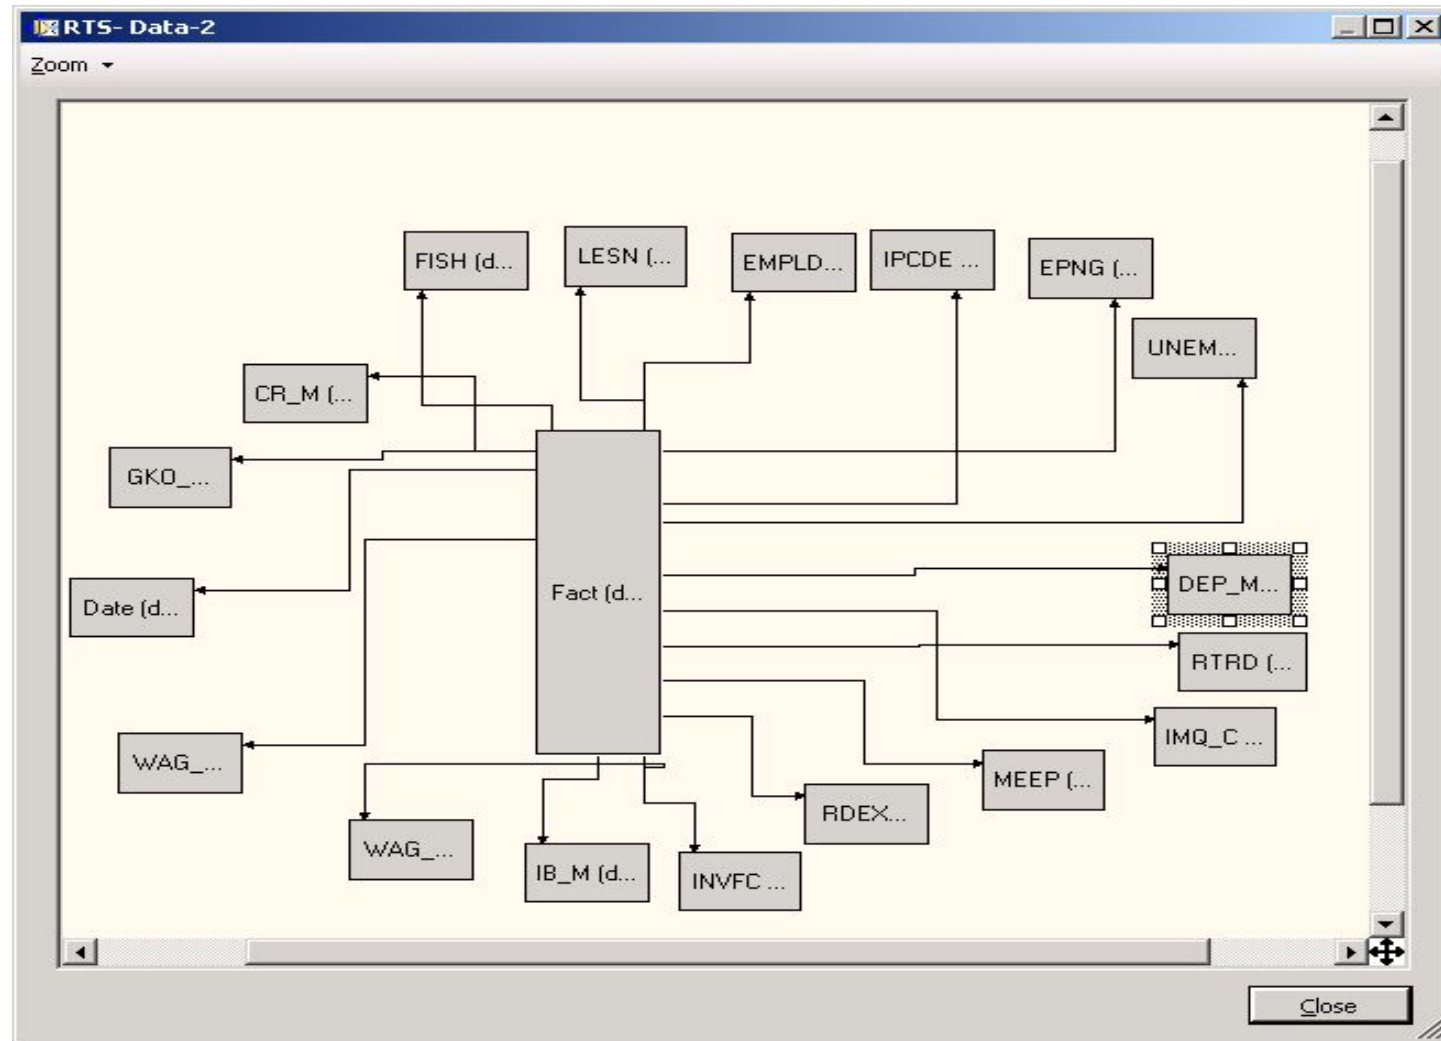 RTS- Data-2
Zoom
FISH (d...
LESN (...
EMPLD...
IPCDE ...
EPNG (...
UNEM...
CR_M (...
GKO_...
Fact (d...
DEP_M...
Date (d...
RTRD (...
IMQ_C ...
WAG_...
MEEP (...
RDEX...
WAG_...
IB_M (d...
INVFC ...
Close